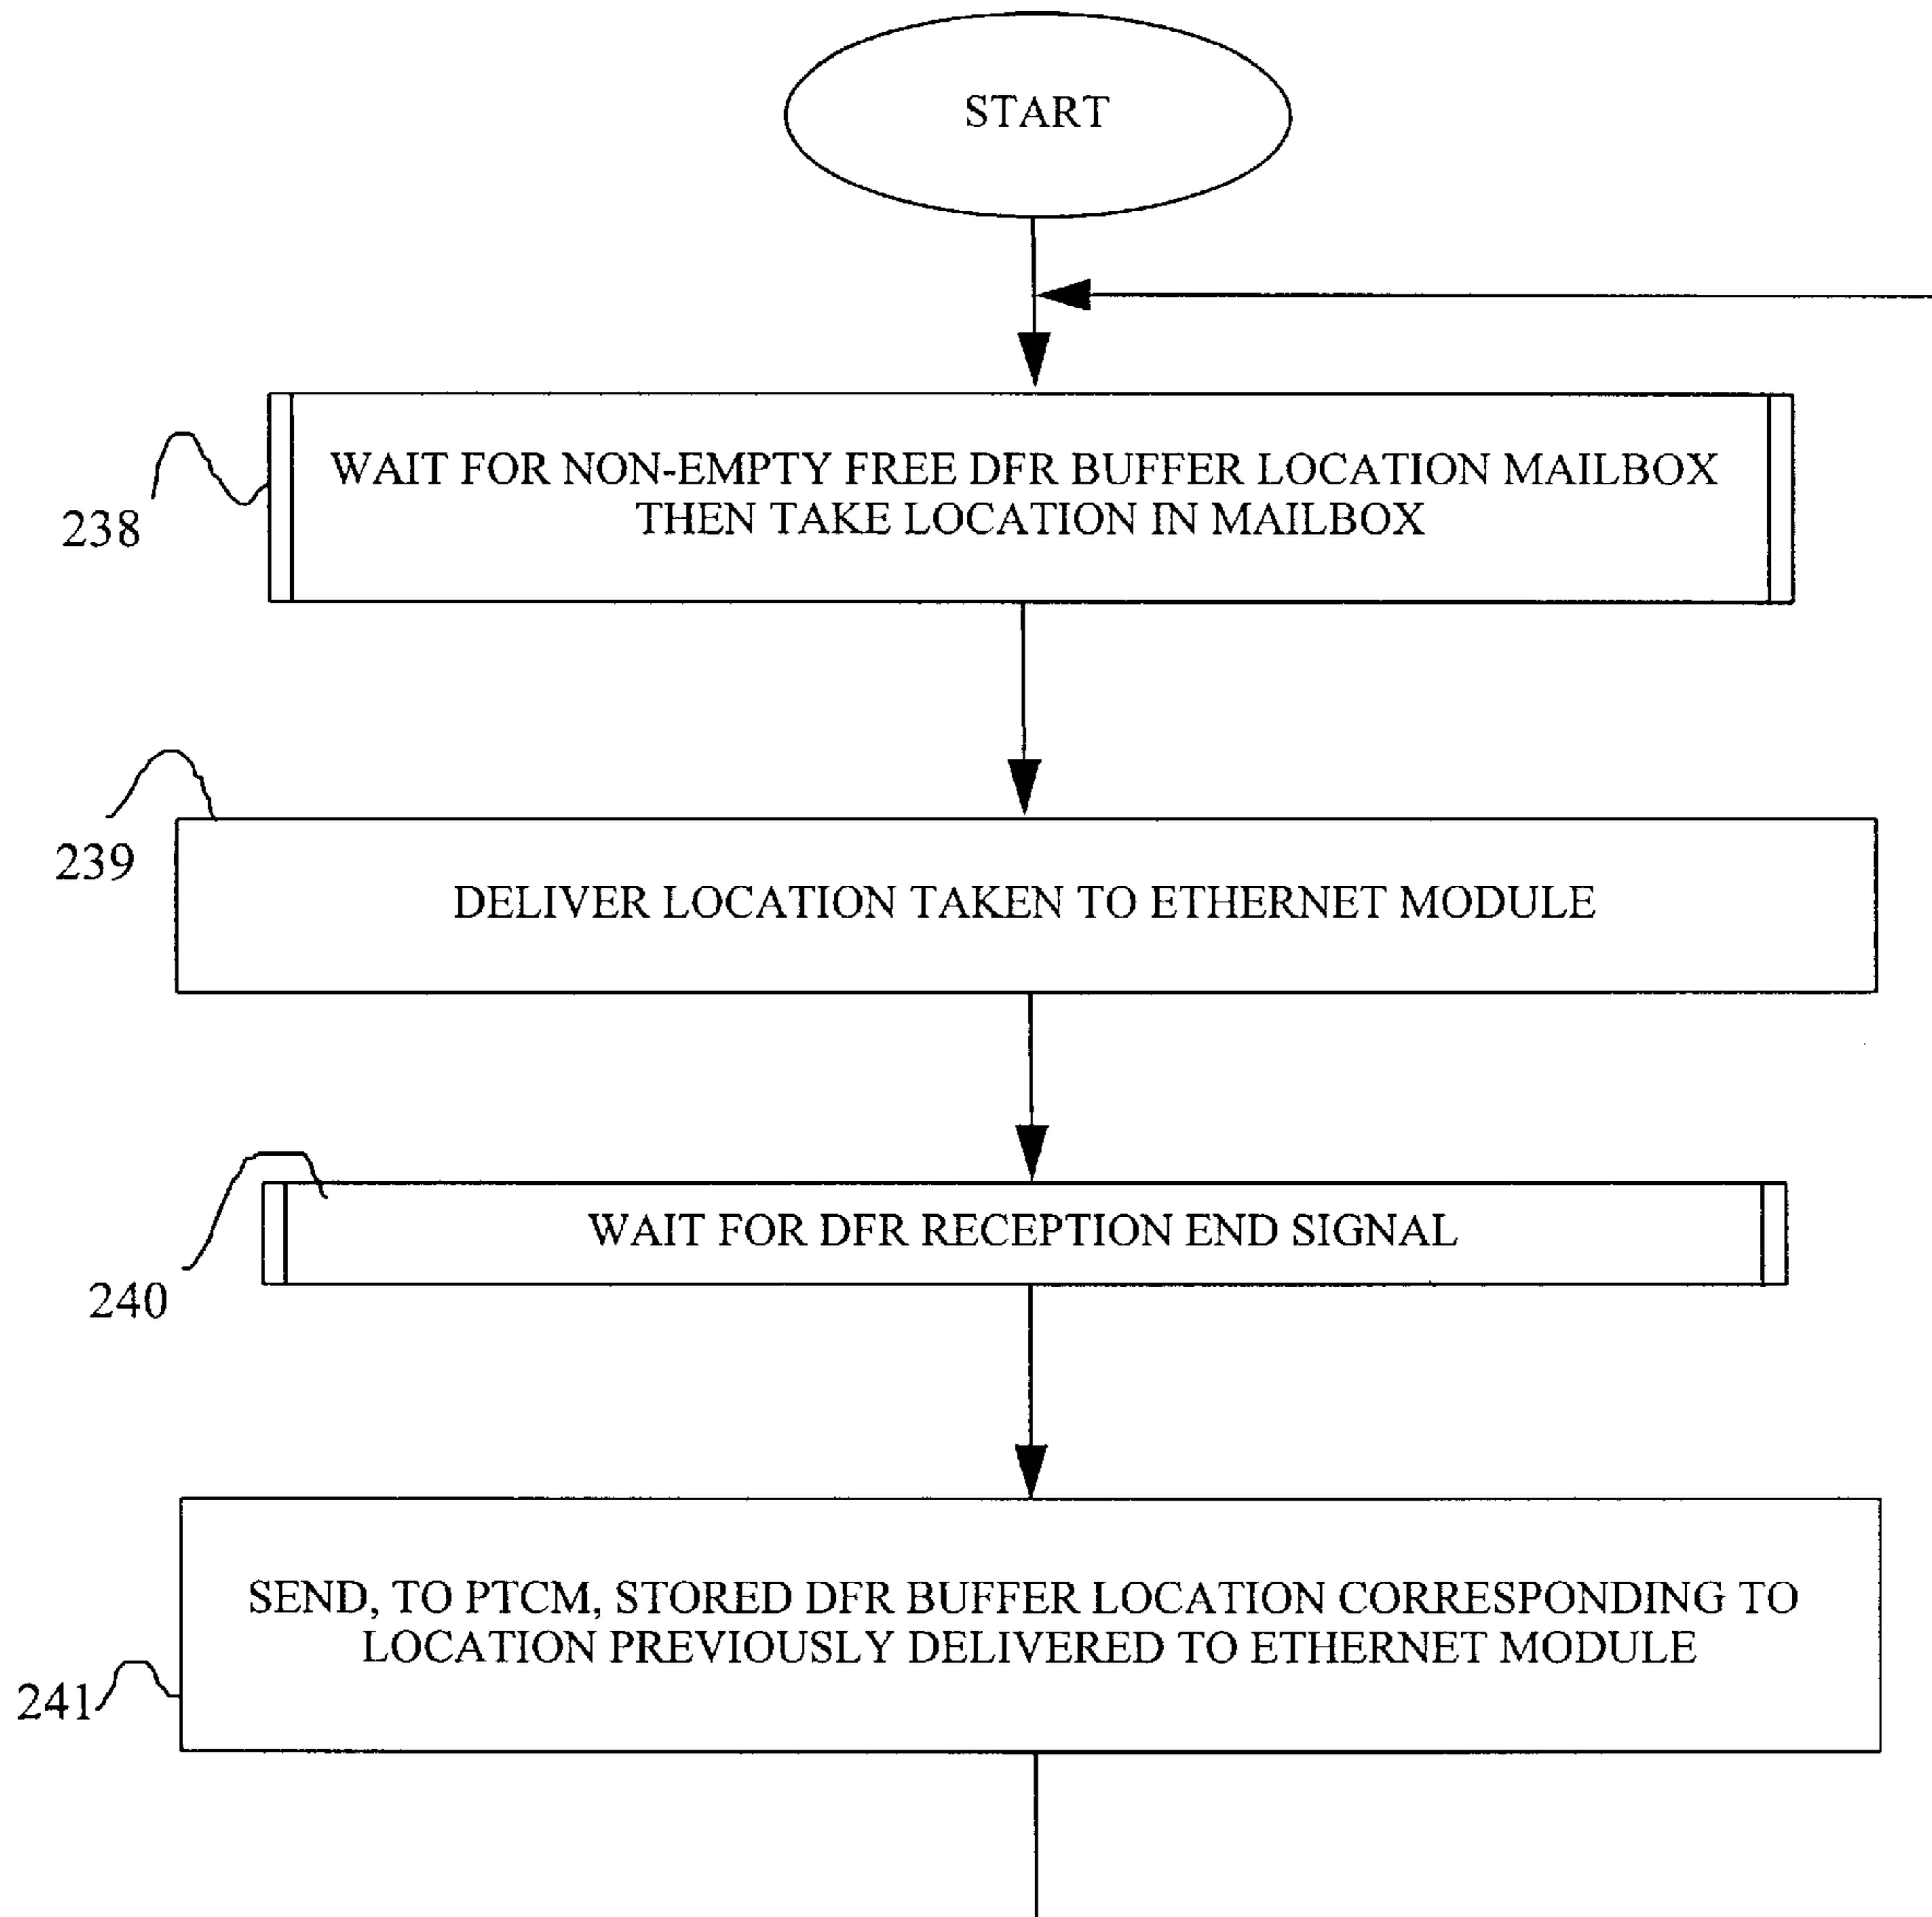 START
WAIT FOR NON-EMPTY FREE DFR BUFFER LOCATION MAILBOX
THEN TAKE LOCATION IN MAILBOX
238
239
DELIVER LOCATION TAKEN TO ETHERNET MODULE
WAIT FOR DFR RECEPTION END SIGNAL
240
SEND, TO PTCM, STORED DFR BUFFER LOCATION CORRESPONDING TO
LOCATION PREVIOUSLY DELIVERED TO ETHERNET MODULE
241